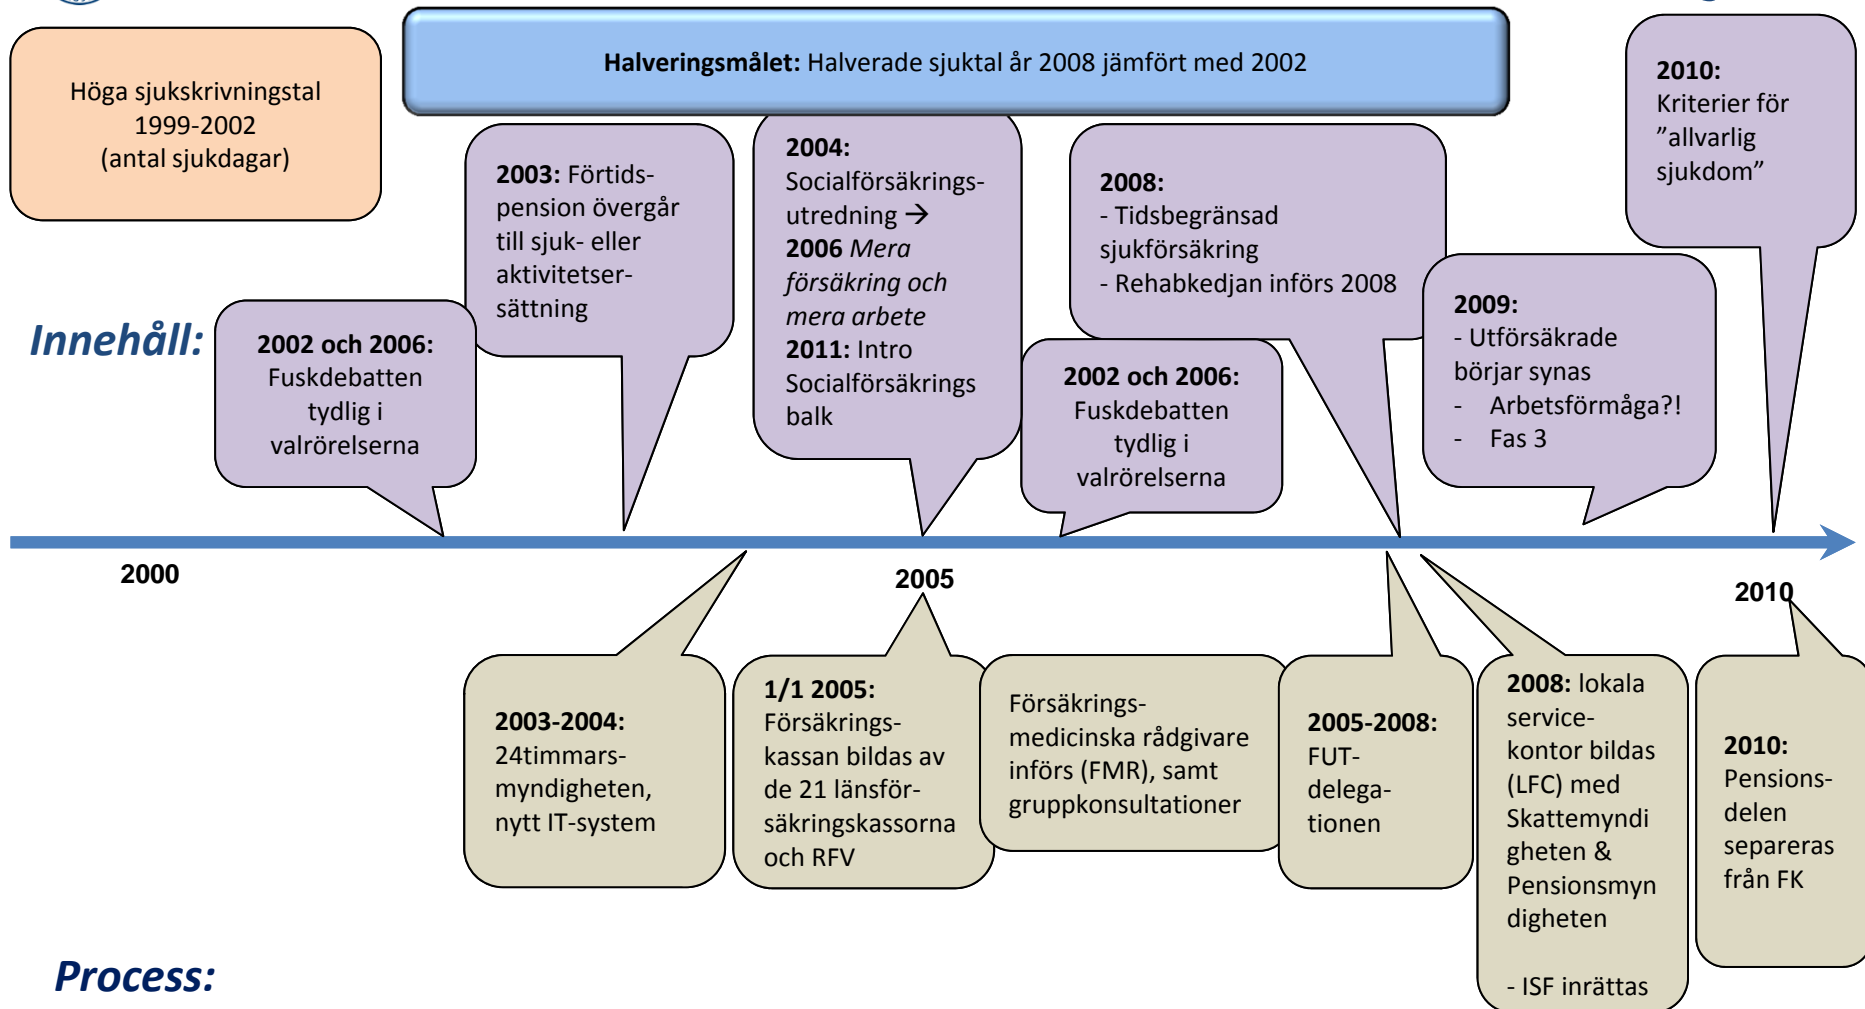 Höga sjukskrivningstal
1999-2002
(antal sjukdagar)
Halveringsmålet: Halverade sjuktal år 2008 jämfört med 2002
2010:
Kriterier för
”allvarlig
sjukdom”
2003: Förtids-
pension övergår
till sjuk- eller
aktivitetser-
sättning
2004:
Socialförsäkrings-
utredning →
2006 Mera
försäkring och
mera arbete
2011: Intro
Socialförsäkrings
balk
2008:
- Tidsbegränsad
sjukförsäkring
- Rehabkedjan införs 2008
Innehåll:
2002 och 2006:
Fuskdebatten
tydlig i
valrörelserna
2002 och 2006:
Fuskdebatten
tydlig i
valrörelserna
2009:
- Utförsäkrade
börjar synas
- Arbetsförmåga?!
- Fas 3
2000
2005
2010
2003-2004:
24timmars-
myndigheten,
nytt IT-system
1/1 2005:
Försäkrings-
kassan bildas av
de 21 länsför-
säkringskassorna
och RFV
Försäkrings-
medicinska rådgivare
införs (FMR), samt
gruppkonsultationer
2005-2008:
FUT-
delega-
tionen
2008: lokala
service-
kontor bildas
(LFC) med
Skattemyndi
gheten &
Pensionsmyn
digheten
- ISF inrättas
2010:
Pensions-
delen
separeras
från FK
Process: